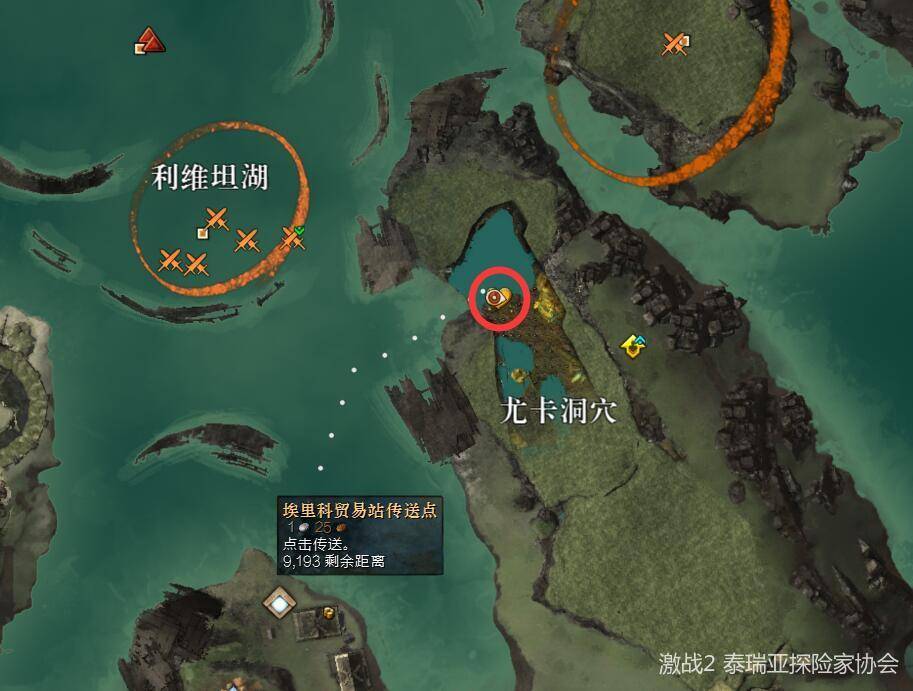 利维坦湖
尤卡洞穴
埃里科贸易站传送点
1 25
点击传送。
9,193 剩余距离
激战2 泰瑞亚探险家协会